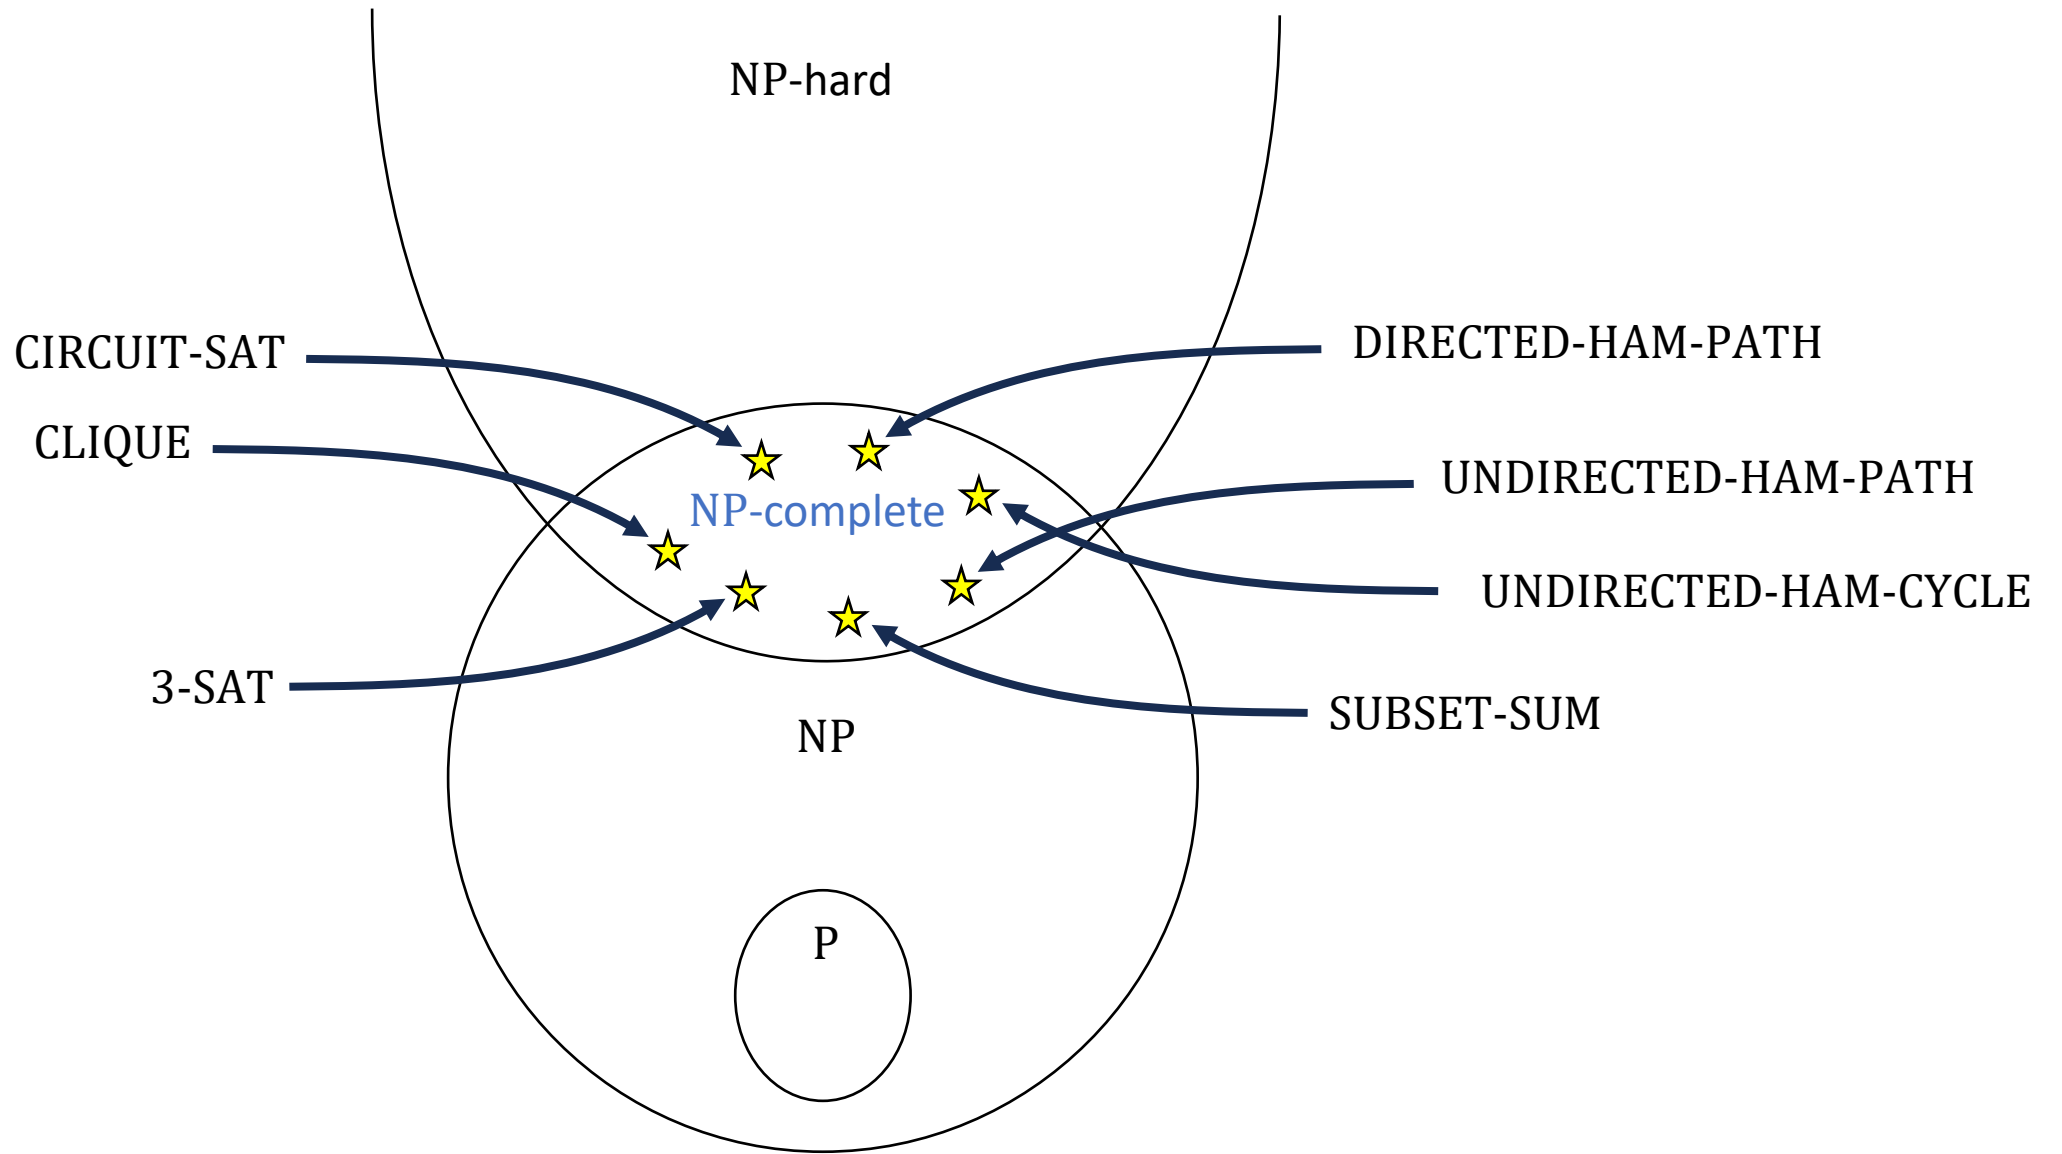 NP-hard
CIRCUIT-SAT
DIRECTED-HAM-PATH
CLIQUE
UNDIRECTED-HAM-PATH
NP-complete
UNDIRECTED-HAM-CYCLE
3-SAT
SUBSET-SUM
NP
P